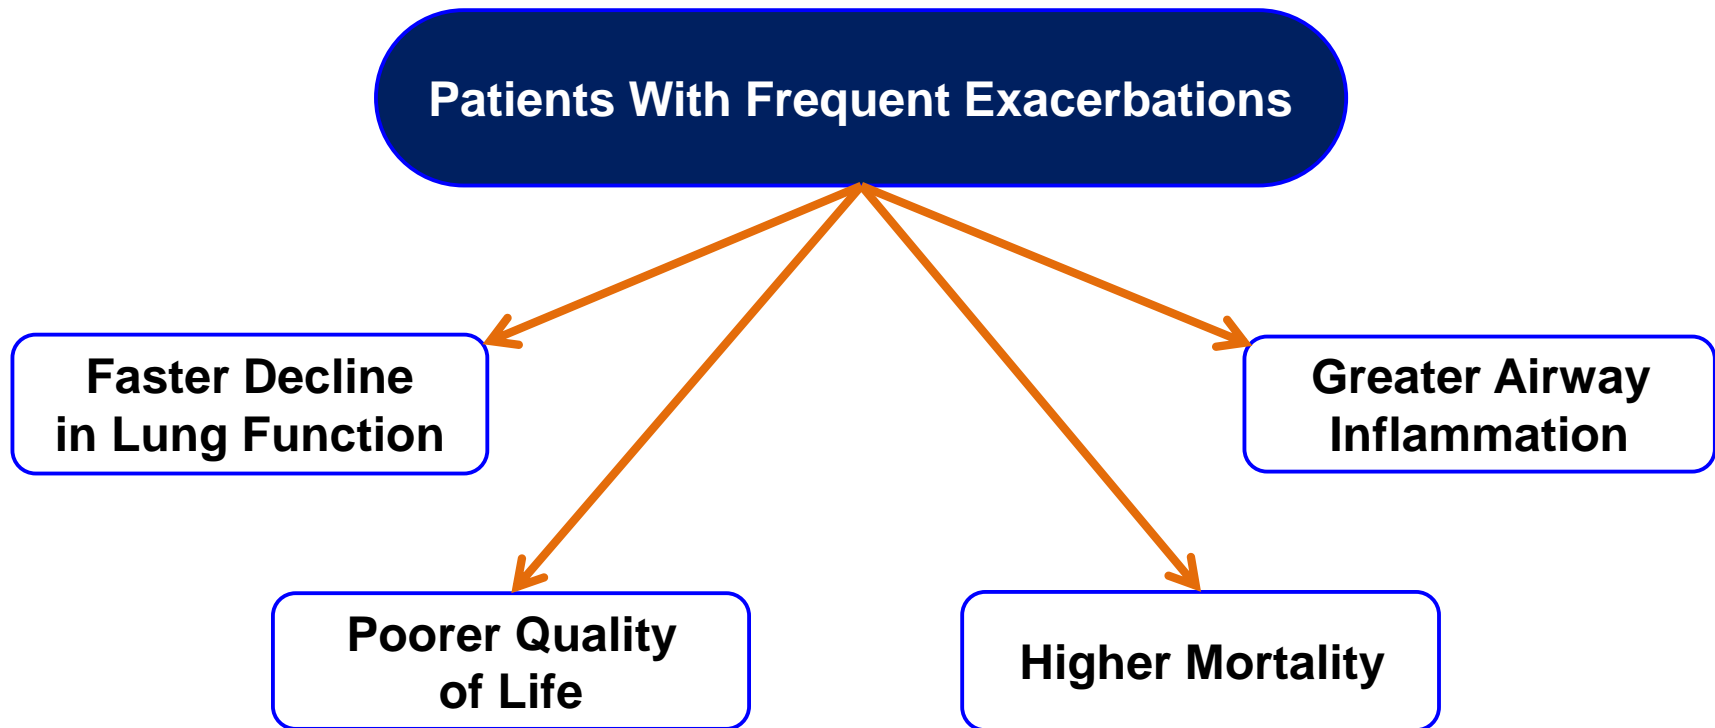 Patients With Frequent Exacerbations
Faster Decline
in Lung Function
Greater Airway
Inflammation
Poorer Quality
of Life
Higher Mortality